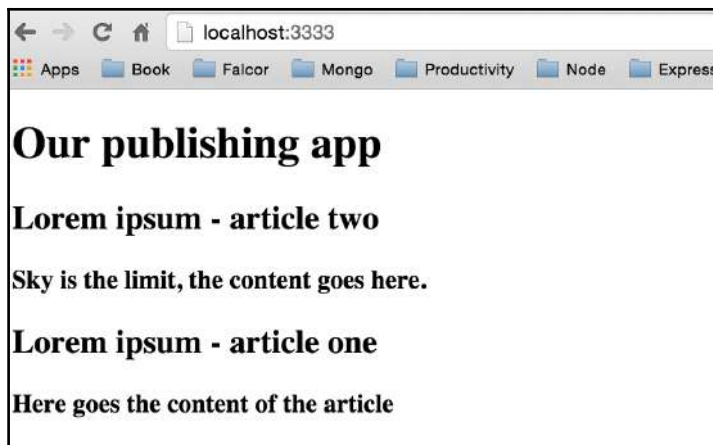 localhost:3333
Apps Book Falcor Mongo Productivity Node Express
Our publishing app
Lorem ipsum - article two
Sky is the limit, the content goes here.
Lorem ipsum - article one
Here goes the content of the article